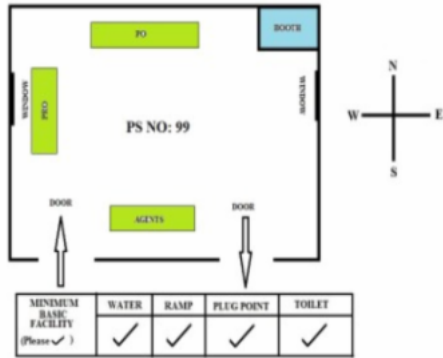 PO
BOOTH
WINDOW
PRO
WINDOW
PS NO: 99
N
W E
S
DOOR
DOOR
AGENTS
MINIMUM BASIC FACILITY (Please ✓ )
WATER
RAMP
PLUG POINT
TOILET
✓ ✓ ✓ ✓